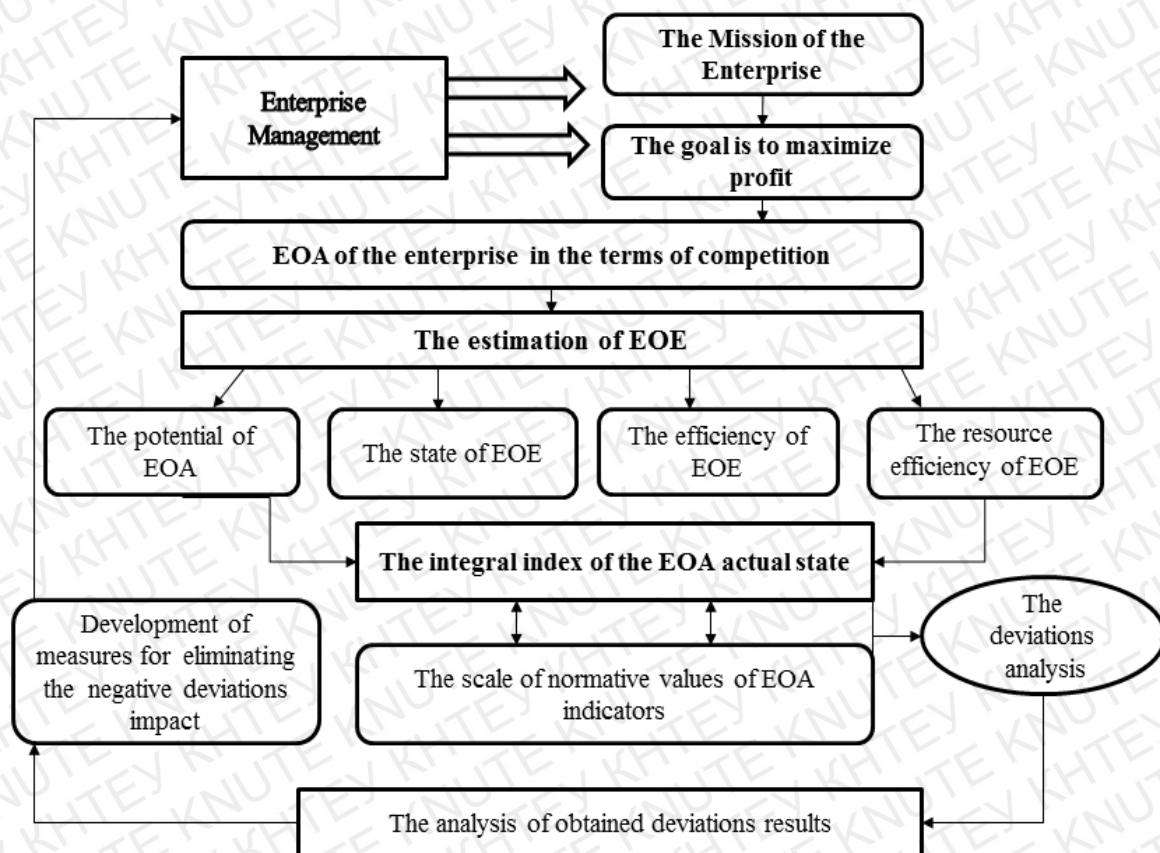 The Mission of the
Enterprise
Enterprise
Management
The goal is to maximize
profit
EOA of the enterprise in the terms of competition
The estimation of EOE
The potential of
EOA
The state of EOE
The efficiency of
EOE
The resource
efficiency of EOE
The integral index of the EOA actual state
The
deviations
analysis
Development of
measures for eliminating
the negative deviations
impact
The scale of normative values of EOA
indicators
The analysis of obtained deviations results
KNUTE КНТЕУ KNUTE КНТЕУ